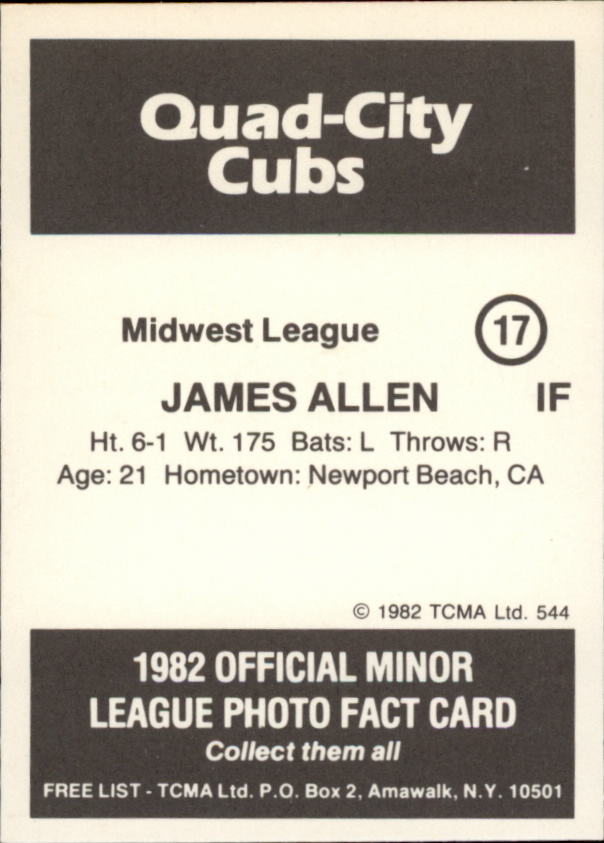 Quad-City
Cubs
Midwest League 17
JAMES ALLEN IF
Ht. 6-1 Wt. 175 Bats: L Throws: R
Age: 21 Hometown: Newport Beach, CA
© 1982 TCMA Ltd. 544
1982 OFFICIAL MINOR
LEAGUE PHOTO FACT CARD
Collect them all
FREE LIST - TCMA Ltd. P.O. Box 2, Amawalk, N.Y. 10501